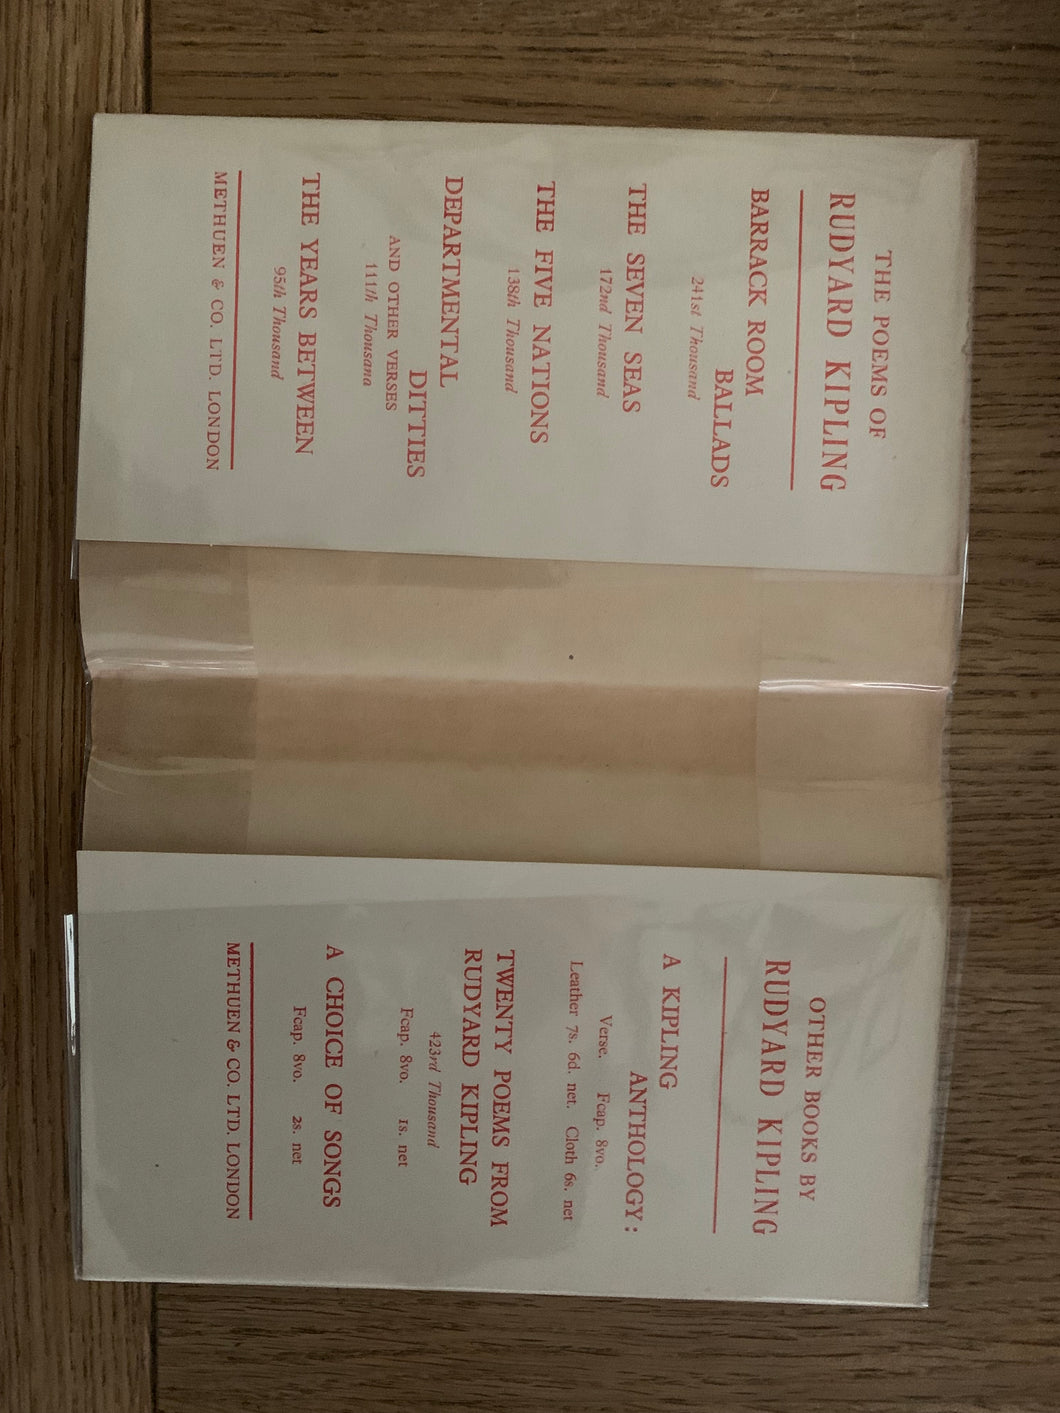 THE POEMS OF
RUDYARD KIPLING
BARRACK ROOM
BALLADS
241st Thousand
THE SEVEN SEAS
172nd Thousand
THE FIVE NATIONS
138th Thousand
DEPARTMENTAL
DITTIES
AND OTHER VERSES
111th Thousand
THE YEARS BETWEEN
95th Thousand
METHUEN & CO. LTD. LONDON
OTHER BOOKS BY
RUDYARD KIPLING
A KIPLING
ANTHOLOGY:
Verse. Fcap. 8vo.
Leather 7s. 6d. net. Cloth 6s. net
TWENTY POEMS FROM
RUDYARD KIPLING
423rd Thousand
Fcap. 8vo. 1s. net
A CHOICE OF SONGS
Fcap. 8vo. 2s. net
METHUEN & CO. LTD. LONDON